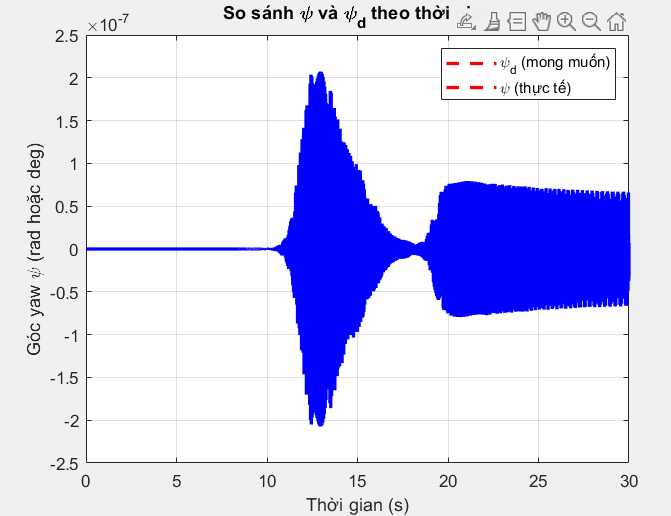 So sánh ψ và ψd theo thời
×10^-7
2.5
2
1.5
1
0.5
0
-0.5
-1
-1.5
-2
-2.5
Góc yaw ψ (rad hoặc deg)
ψd (mong muốn)
ψ (thực tế)
0 5 10 15 20 25 30
Thời gian (s)